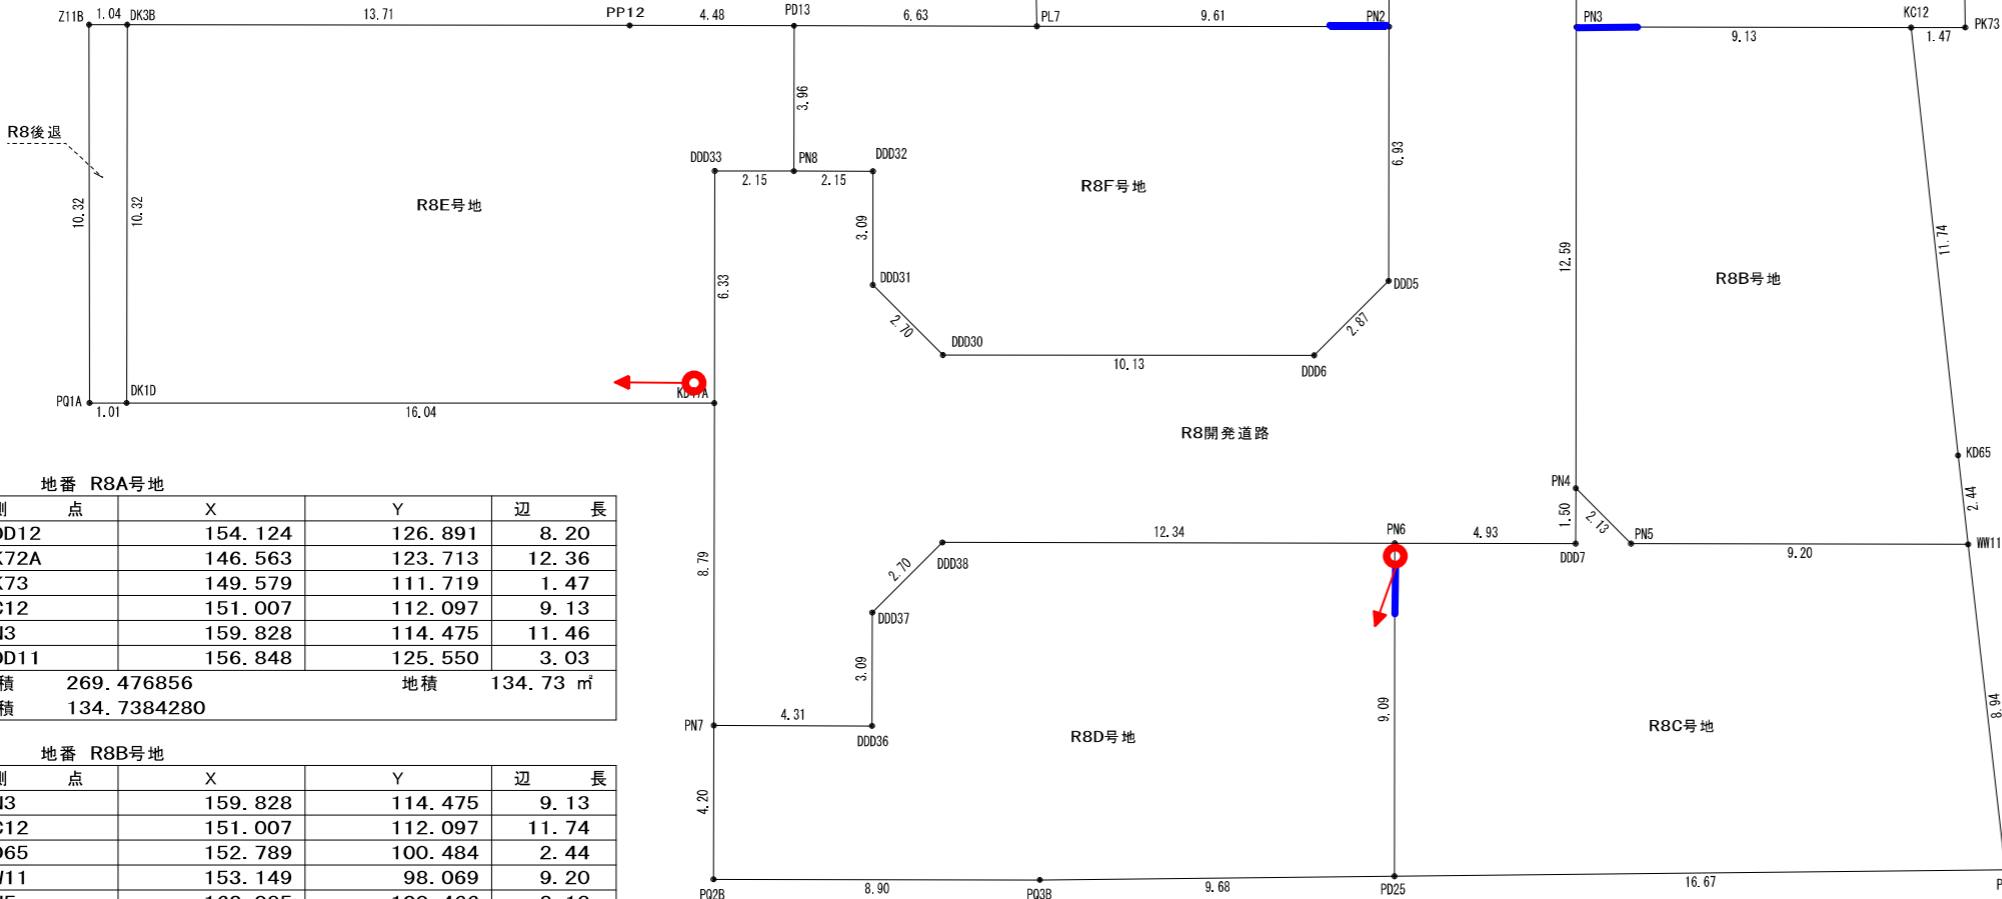 Z11B 1.04 DK3B 13.71 PP12 4.48 PD13 6.63 PL7 9.61 PN2 PN3 9.13 KC12 1.47 PK73
R8後退
3.96
6.93
DDD33 PN8 DDD32
2.15 2.15
R8E号地
R8F号地
10.32 10.32
3.09
6.33
12.59
11.74
R8B号地
DDD31
DDD5
2.70
2.87
DDD30
10.13
DDD6
PQ1A 1.01 DK1D 16.04
R8開発道路
KD65
PN4
2.44
1.50
2.13
PN5
12.34 PN6 4.93
DDD7
9.20
WW11
DDD38
2.70
8.79
DDD37
3.09
9.09
8.94
PN7 4.31
DDD36
R8D号地
R8C号地
4.20
PQ2B 8.90 PQ3B 9.68 PD25 16.67
地番 R8A号地
点 X Y 辺 長
154.124 126.891 8.20
72A 146.563 123.713 12.36
73 149.579 111.719 1.47
12 151.007 112.097 9.13
159.828 114.475 11.46
156.848 125.550 3.03
積 269.476856 地積 134.73 ㎡
積 134.7384280
地番 R8B号地
点 X Y 辺 長
159.828 114.475 9.13
12 151.007 112.097 11.74
65 152.789 100.484 2.44
11 153.149 98.069 9.20